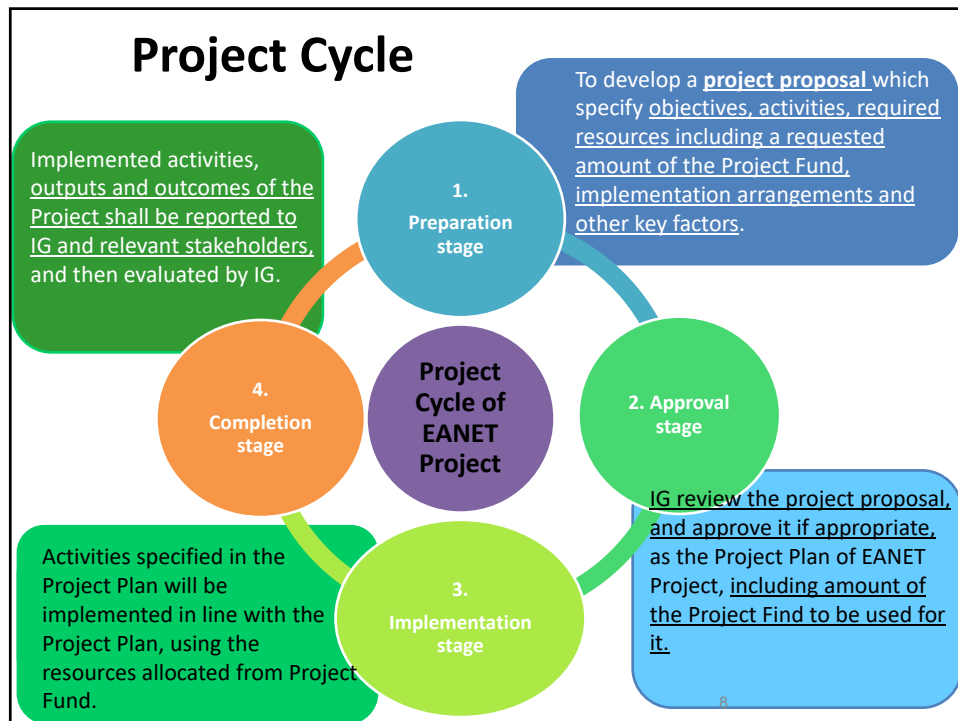 Project Cycle
To develop a project proposal which
specify objectives, activities, required
resources including a requested
amount of the Project Fund,
implementation arrangements and
other key factors.
Implemented activities,
outputs and outcomes of the
Project shall be reported to
IG and relevant stakeholders,
and then evaluated by IG.
1.
Preparation
stage
4.
Completion
stage
Project
Cycle of
EANET
Project
2. Approval
stage
IG review the project proposal,
and approve it if appropriate,
as the Project Plan of EANET
Project, including amount of
the Project Find to be used for
it.
Activities specified in the
Project Plan will be
implemented in line with the
Project Plan, using the
resources allocated from Project
Fund.
3.
Implementation
stage
8